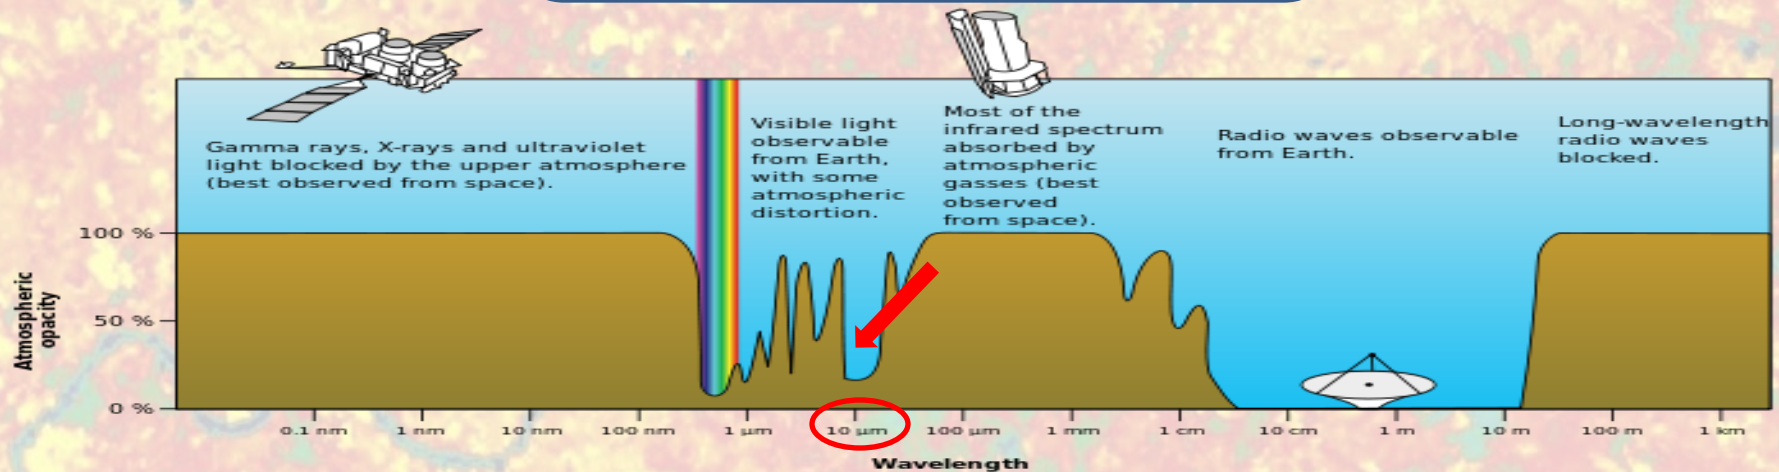 Gamma rays, X-rays and ultraviolet
light blocked by the upper atmosphere
(best observed from space).
Visible light
observable
from Earth,
with some
atmospheric
distortion.
Most of the
infrared spectrum
absorbed by
atmospheric
gasses (best
observed
from space).
Radio waves observable
from Earth.
Long-wavelength
radio waves
blocked.
Atmospheric
opacity
100 %
50 %
0 %
0.1 nm 1 nm 10 nm 100 nm 1 μm 10 μm 100 μm 1 mm 1 cm 10 cm 1 m 10 m 100 m 1 km
Wavelength